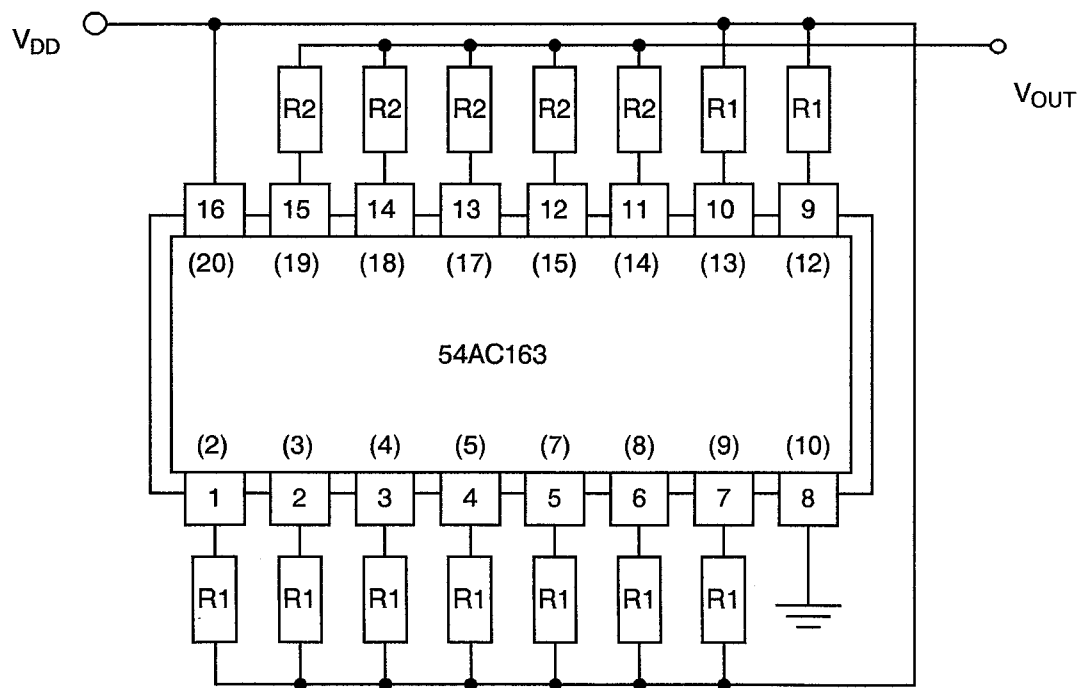 V_DD
V_OUT
R2 R2 R2 R2 R2 R1 R1
16 15 14 13 12 11 10 9
(20) (19) (18) (17) (15) (14) (13) (12)
54AC163
(2) (3) (4) (5) (7) (8) (9) (10)
1 2 3 4 5 6 7 8
R1 R1 R1 R1 R1 R1 R1